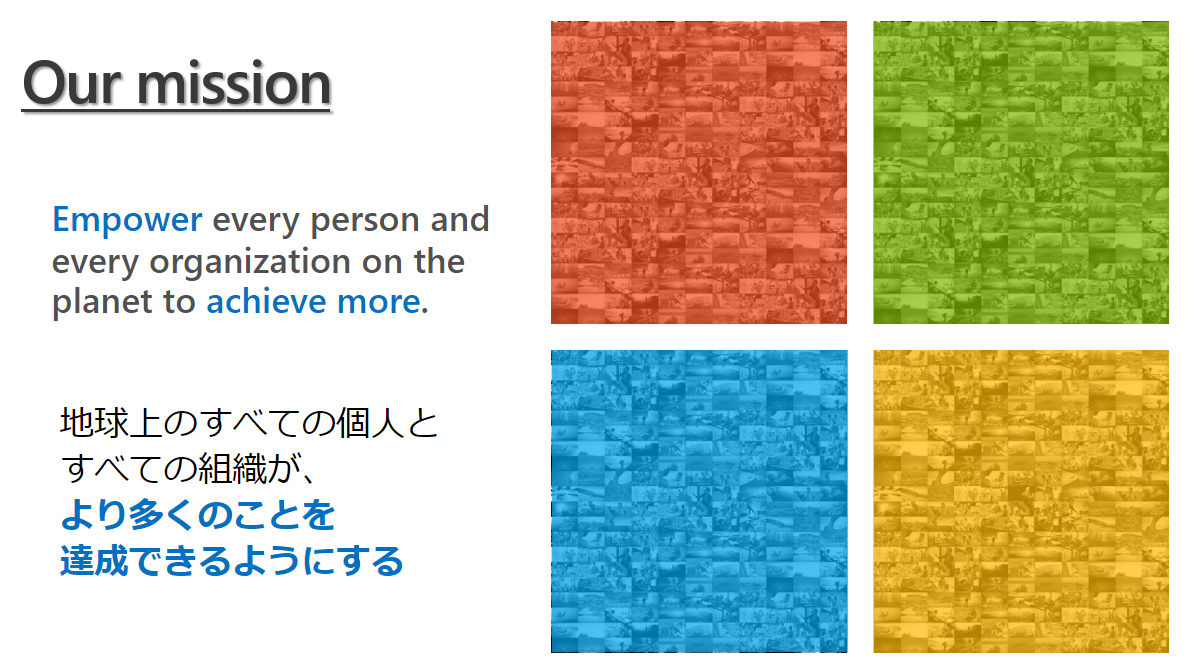 Our mission
Empower every person and
every organization on the
planet to achieve more.
地球上のすべての個人と
すべての組織が、
より多くのことを
達成できるようにする